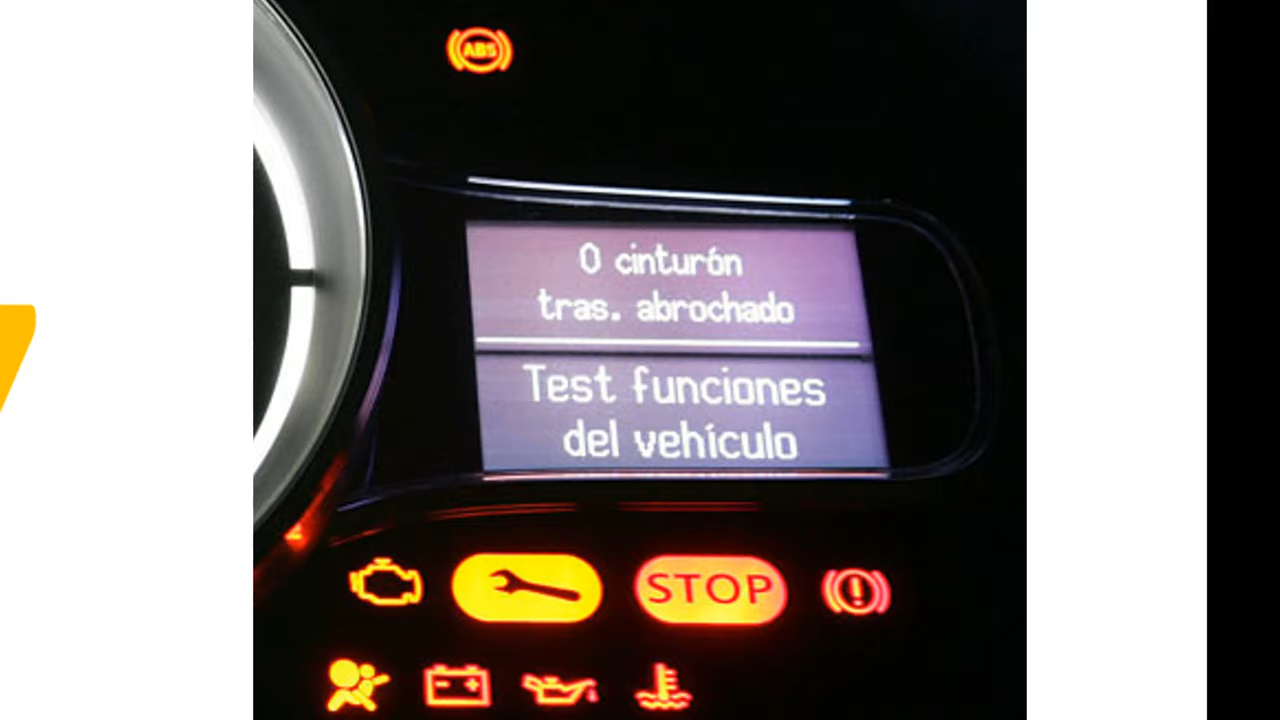 ABS
0 cinturón
tras. abrochado
Test funciones
del vehículo
STOP